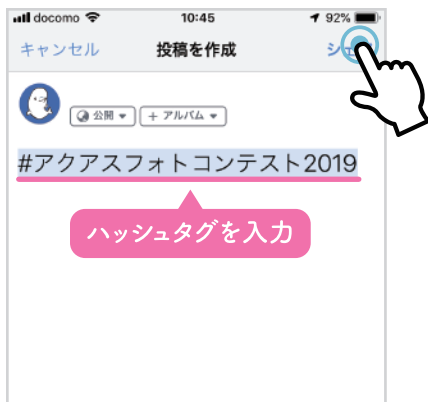 docomo 10:45 92%
キャンセル 投稿を作成 シェ
公開 + アルバム
#アクアスフォトコンテスト2019
ハッシュタグを入力